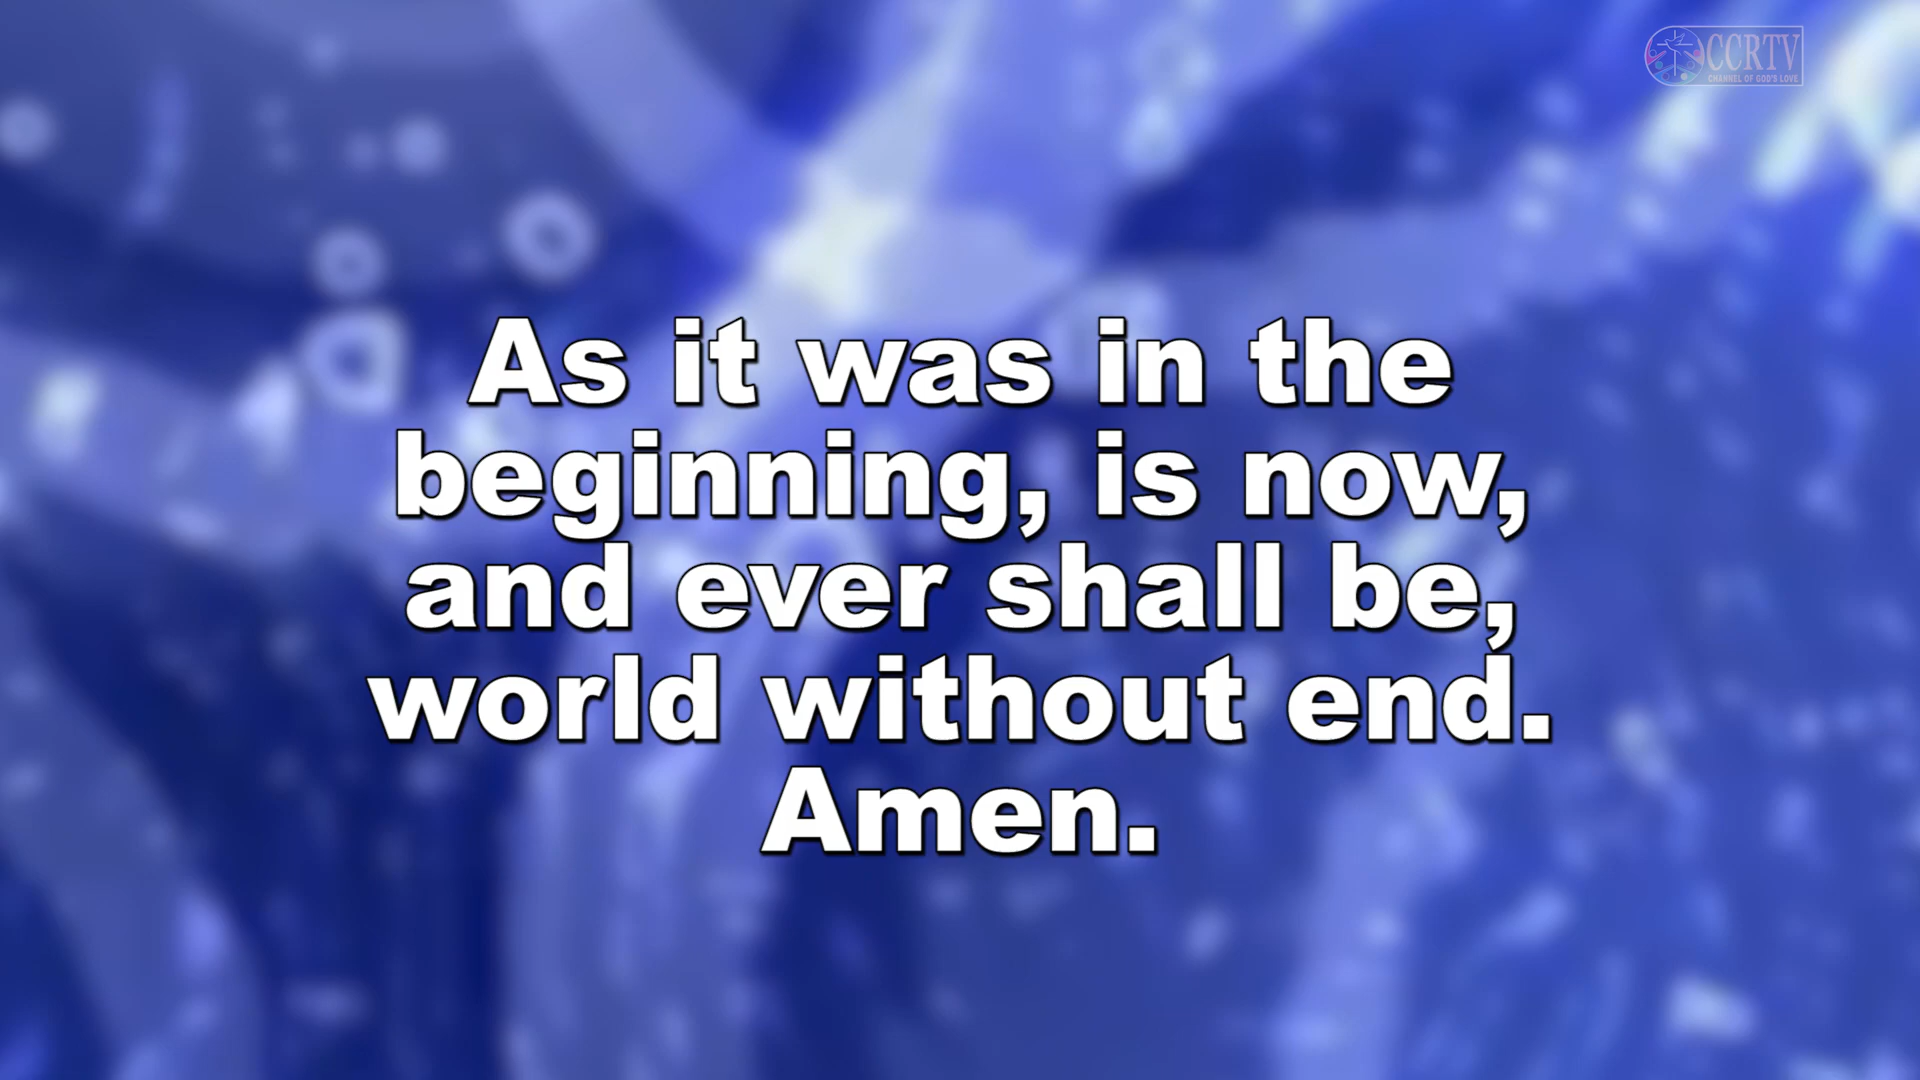 CCRTV
CHANNEL OF GOD'S LOVE
As it was in the
beginning, is now,
and ever shall be,
world without end.
Amen.